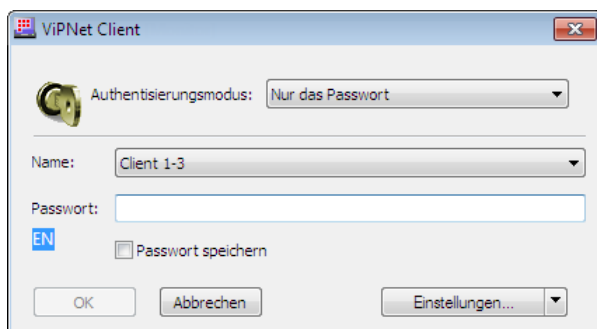 ViPNet Client
Authentisierungsmodus: Nur das Passwort
Name: Client 1-3
Passwort:
EN
Passwort speichern
OK Abbrechen Einstellungen...